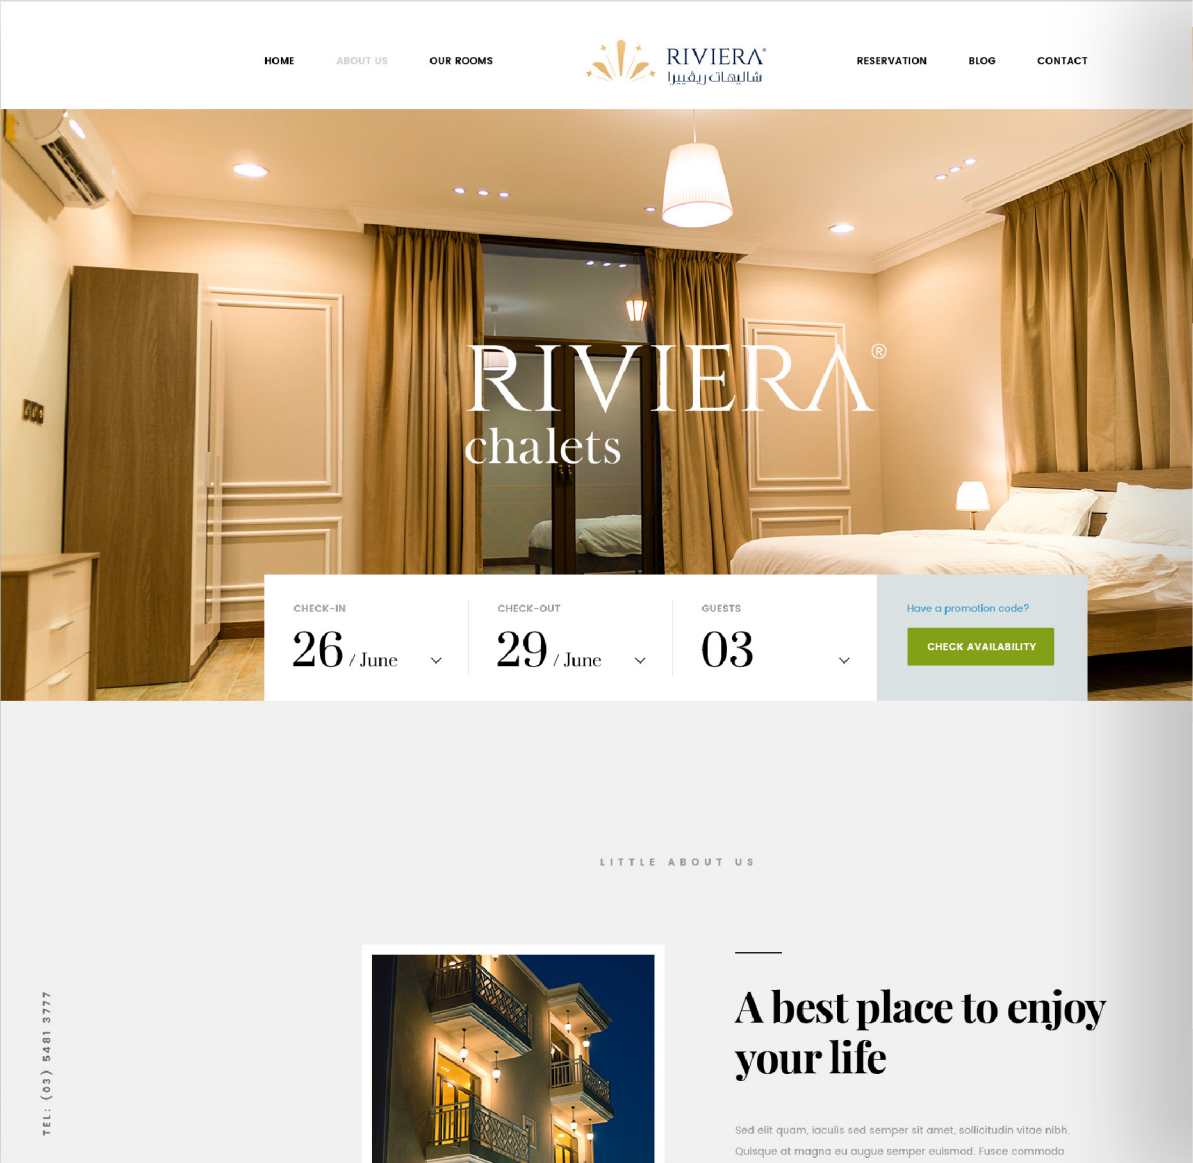 HOME ABOUT US OUR ROOMS
RIVIERA®
شاليهات ريڤييرا
RESERVATION BLOG CONTACT
RIVIERA®
chalets
CHECK-IN
26 / June
CHECK-OUT
29 / June
GUESTS
03
Have a promotion code?
CHECK AVAILABILITY
LITTLE ABOUT US
TEL: (03) 5481 3777
A best place to enjoy
your life
Sed elit quam, iaculis sed semper sit amet, sollicitudin vitae nibh.
Quisque at magna eu augue semper euismod. Fusce commodo